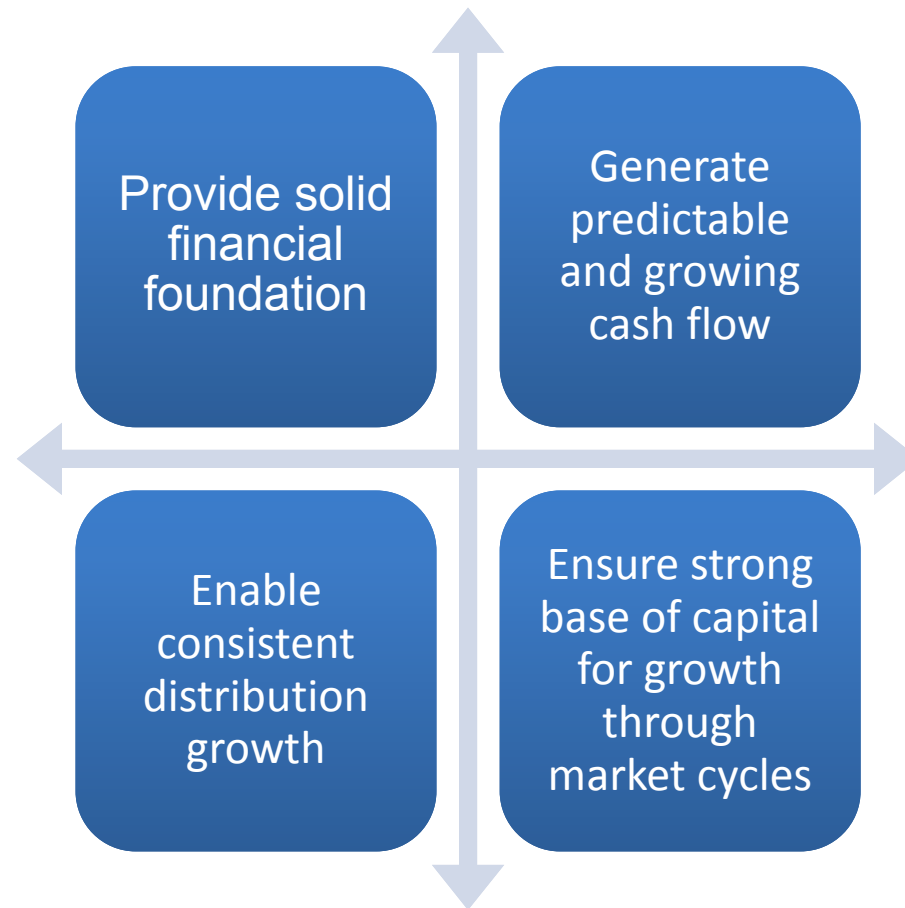 Provide solid
financial
foundation
Generate
predictable
and growing
cash flow
Enable
consistent
distribution
growth
Ensure strong
base of capital
for growth
through
market cycles